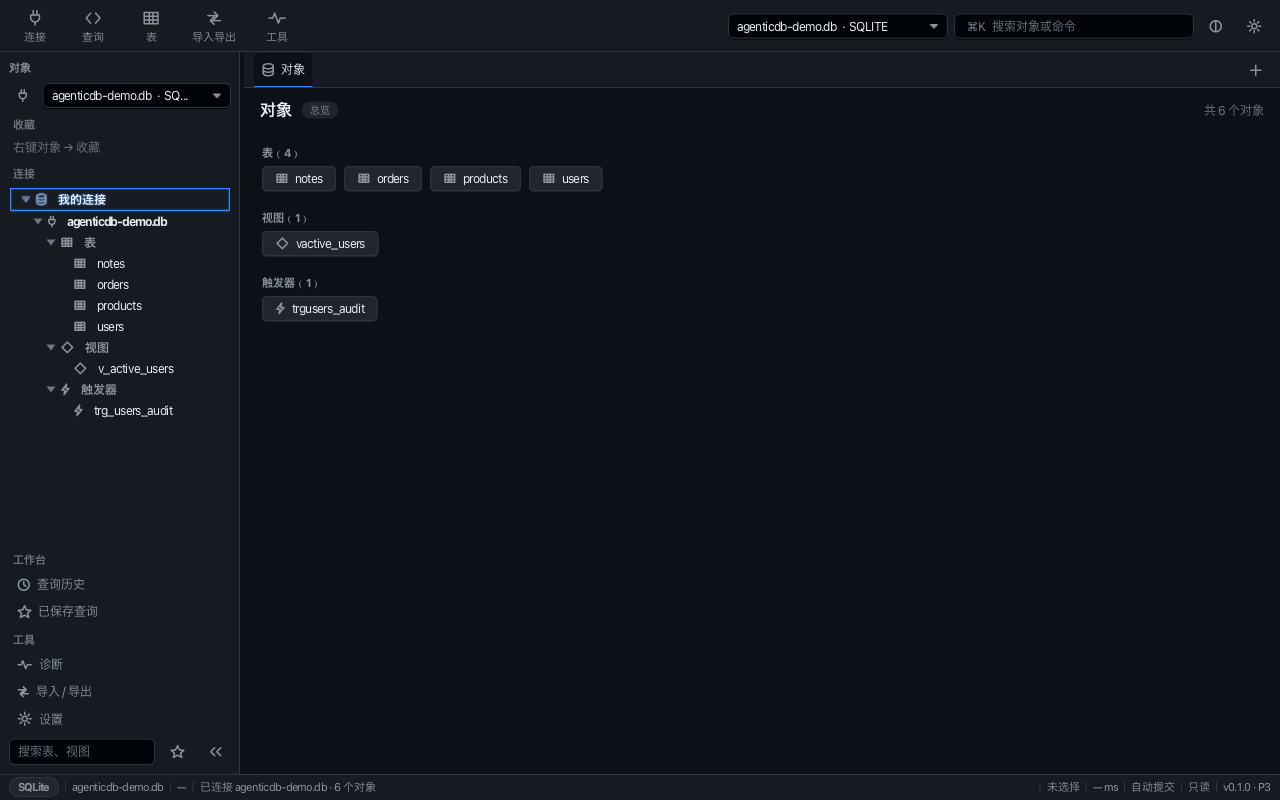 连接 查询 表 导入导出 工具 agenticdb-demo.db · SQLITE ⌘K 搜索对象或命令
对象
agenticdb-demo.db · SQ...
收藏
右键对象 → 收藏
连接
我的连接
agenticdb-demo.db
表
notes
orders
products
users
视图
v_active_users
触发器
trg_users_audit
工作台
查询历史
已保存查询
工具
诊断
导入 / 导出
设置
搜索表、视图
对象
对象 总览 共 6 个对象
表 ( 4 )
notes orders products users
视图 ( 1 )
vactive_users
触发器 ( 1 )
trgusers_audit
SQLite agenticdb-demo.db — 已连接 agenticdb-demo.db · 6 个对象 未选择 — ms 自动提交 只读 v0.1.0 · P3